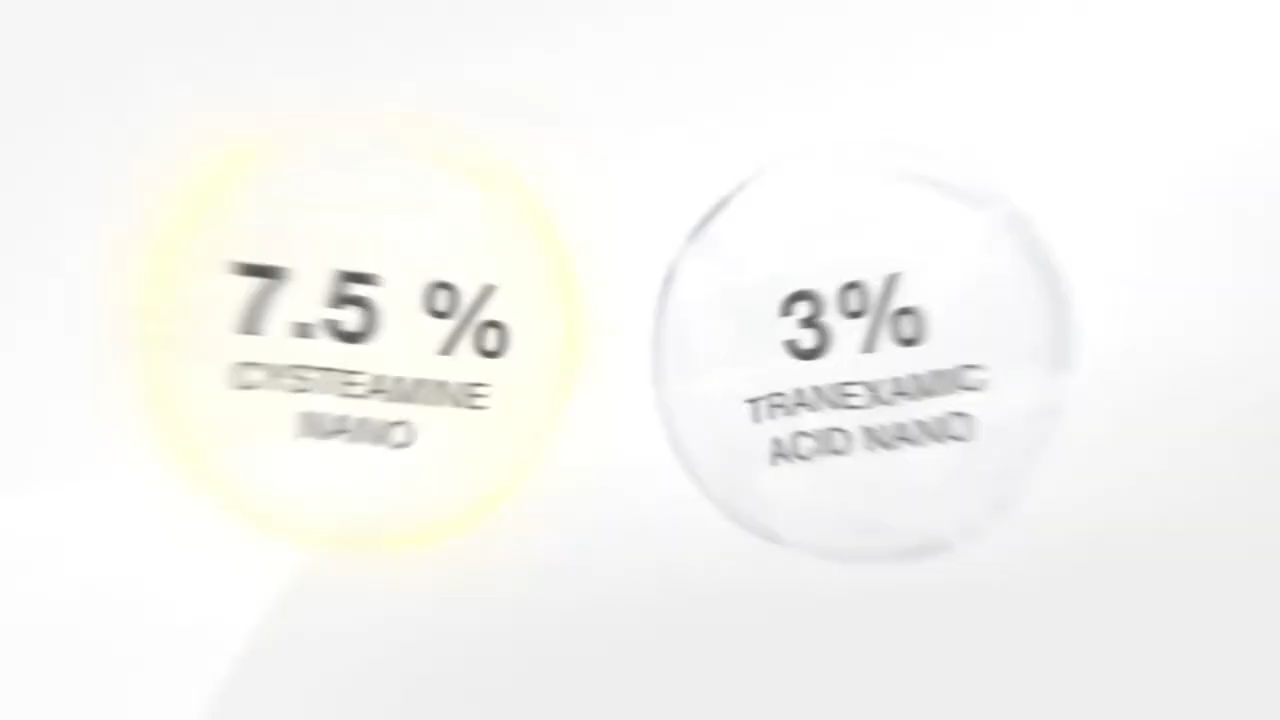 7.5 %
CYSTEAMINE
NANO
3%
TRANEXAMIC
ACID NANO